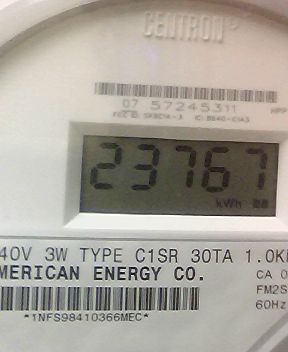 CENTRON®
07 57245311
23767
kWh
40V 3W TYPE C1SR 30TA 1.0K
MERICAN ENERGY CO.
CA 0
FM2S
60Hz
*1NFS98410366MEC*